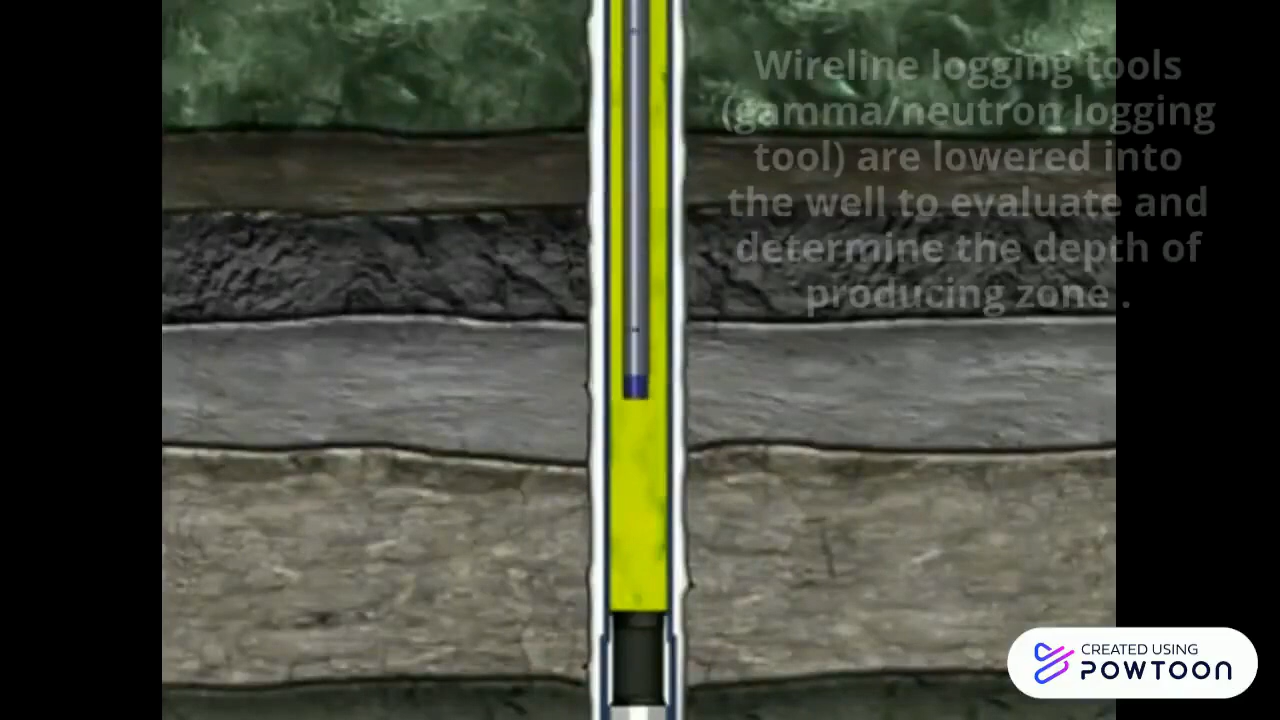 Wireline logging tools
(gamma/neutron logging
tool) are lowered into
the well to evaluate and
determine the depth of
producing zone .
CREATED USING
POWTOON